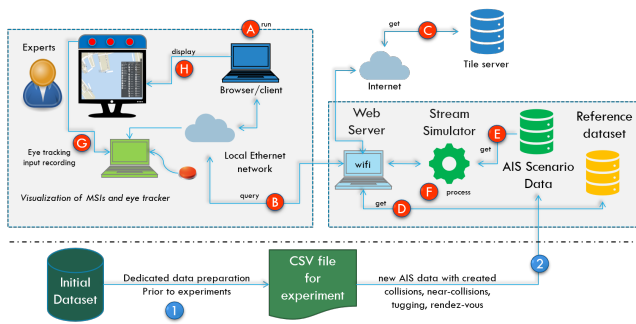 A
run
get
C
Experts
display
H
Tile server
Browser/client
Internet
Web
Server
Stream
Simulator
Reference
dataset
E
get
G
Eye tracking
input recording
Local Ethernet
network
wifi
AIS Scenario
Data
F
process
Visualization of MSIs and eye tracker
query
B
get
D
Initial
Dataset
Dedicated data preparation
Prior to experiments
1
CSV file
for
experiment
new AIS data with created
collisions, near-collisions,
tugging, rendez-vous
2